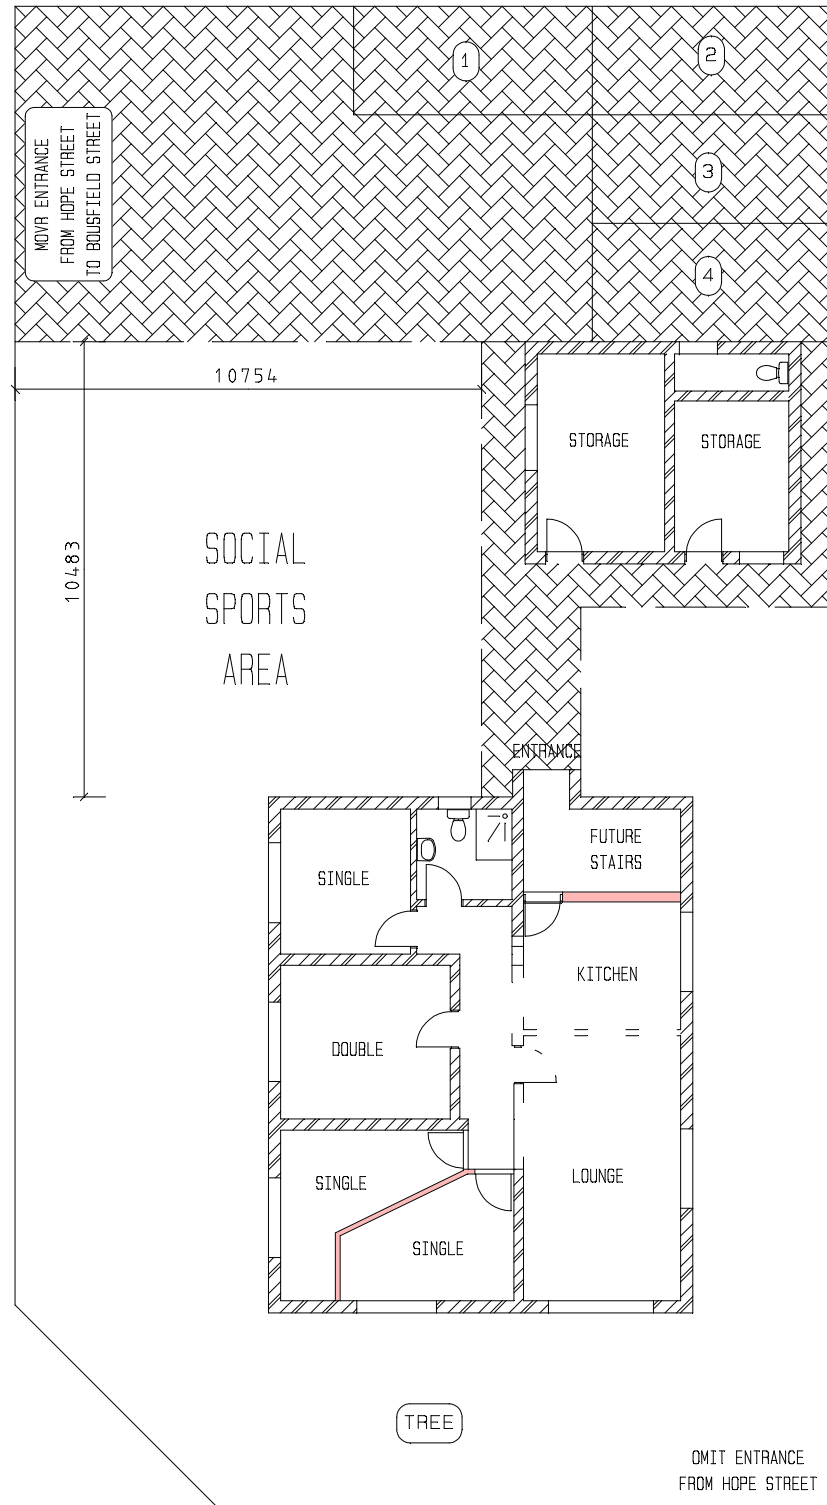 1
2
3
4
MOVR ENTRANCE
FROM HOPE STREET
TO BOUSFIELD STREET
10754
10483
STORAGE
STORAGE
SOCIAL
SPORTS
AREA
ENTRANCE
FUTURE
STAIRS
SINGLE
KITCHEN
DOUBLE
SINGLE
LOUNGE
SINGLE
TREE
OMIT ENTRANCE
FROM HOPE STREET